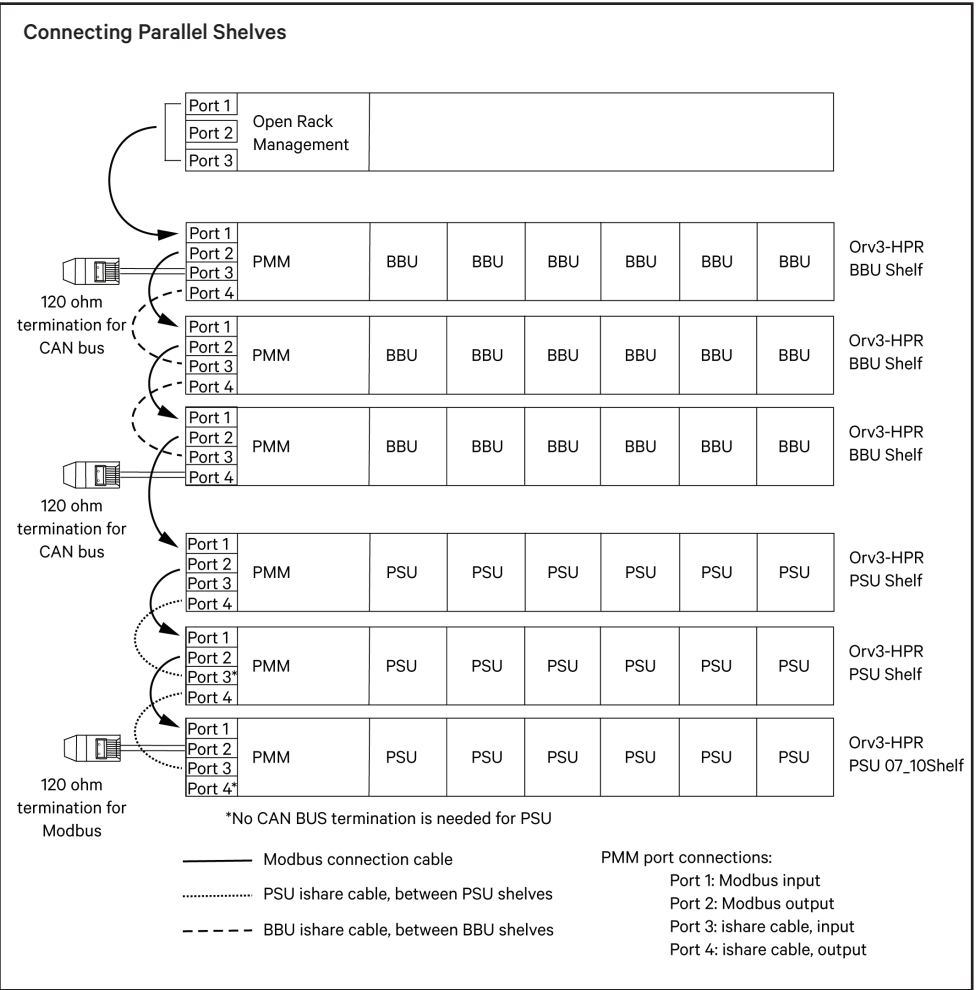 Connecting Parallel Shelves
Port 1
Port 2
Port 3
Open Rack
Management
Port 1
Port 2
Port 3
Port 4
PMM
BBU BBU BBU BBU BBU BBU
Orv3-HPR
BBU Shelf
120 ohm
termination for
CAN bus
Port 1
Port 2
Port 3
Port 4
PMM
BBU BBU BBU BBU BBU BBU
Orv3-HPR
BBU Shelf
Port 1
Port 2
Port 3
Port 4
PMM
BBU BBU BBU BBU BBU BBU
Orv3-HPR
BBU Shelf
120 ohm
termination for
CAN bus
Port 1
Port 2
Port 3
Port 4
PMM
PSU PSU PSU PSU PSU PSU
Orv3-HPR
PSU Shelf
Port 1
Port 2
Port 3*
Port 4
PMM
PSU PSU PSU PSU PSU PSU
Orv3-HPR
PSU Shelf
Port 1
Port 2
Port 3
Port 4*
PMM
PSU PSU PSU PSU PSU PSU
Orv3-HPR
PSU 07_10Shelf
120 ohm
termination for
Modbus
*No CAN BUS termination is needed for PSU
Modbus connection cable
PSU ishare cable, between PSU shelves
BBU ishare cable, between BBU shelves
PMM port connections:
Port 1: Modbus input
Port 2: Modbus output
Port 3: ishare cable, input
Port 4: ishare cable, output